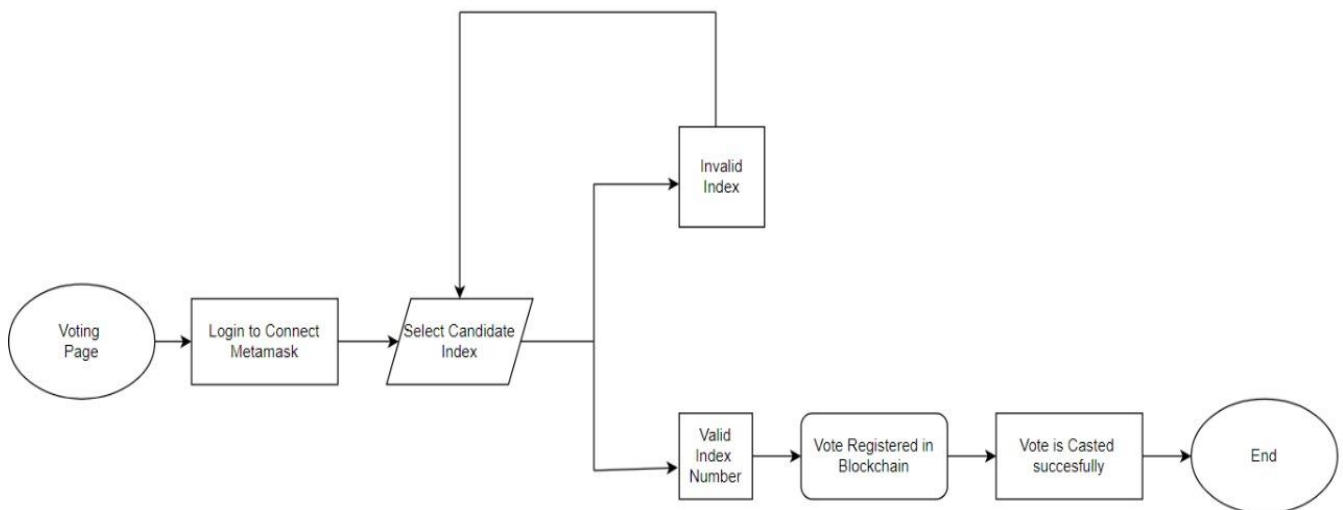 Invalid
Index
Voting
Page
Login to Connect
Metamask
Select Candidate
Index
Valid
Index
Number
Vote Registered in
Blockchain
Vote is Casted
succesfully
End